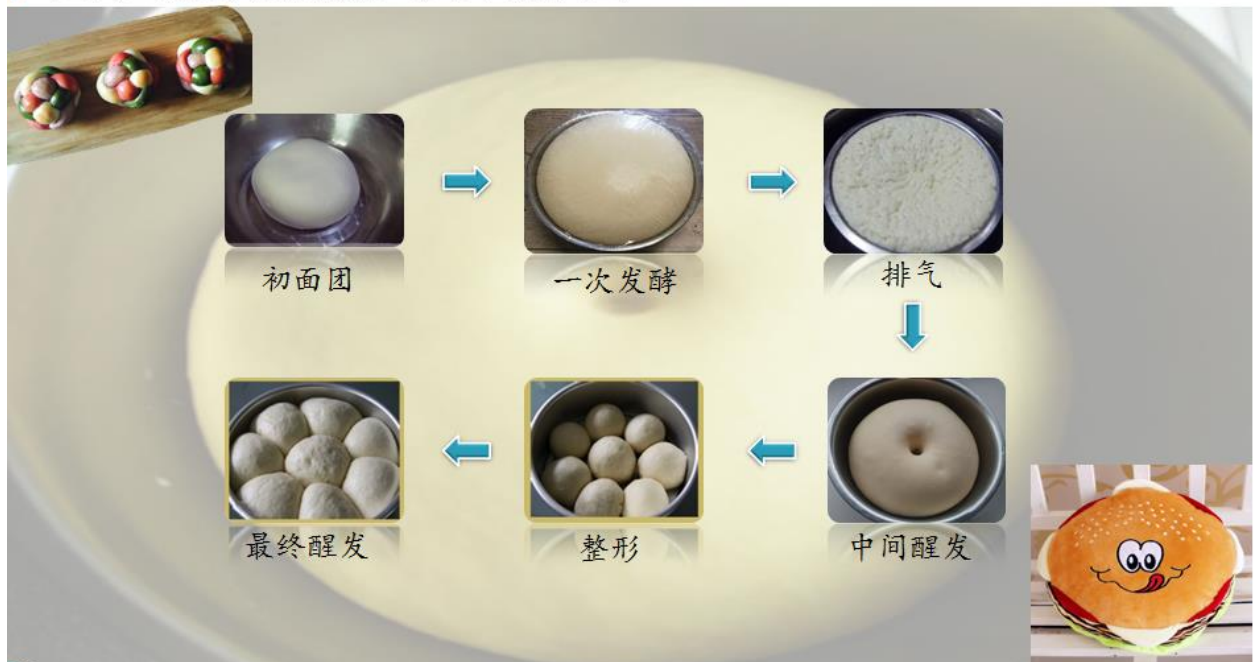 初面团
一次发酵
排气
中间醒发
整形
最终醒发